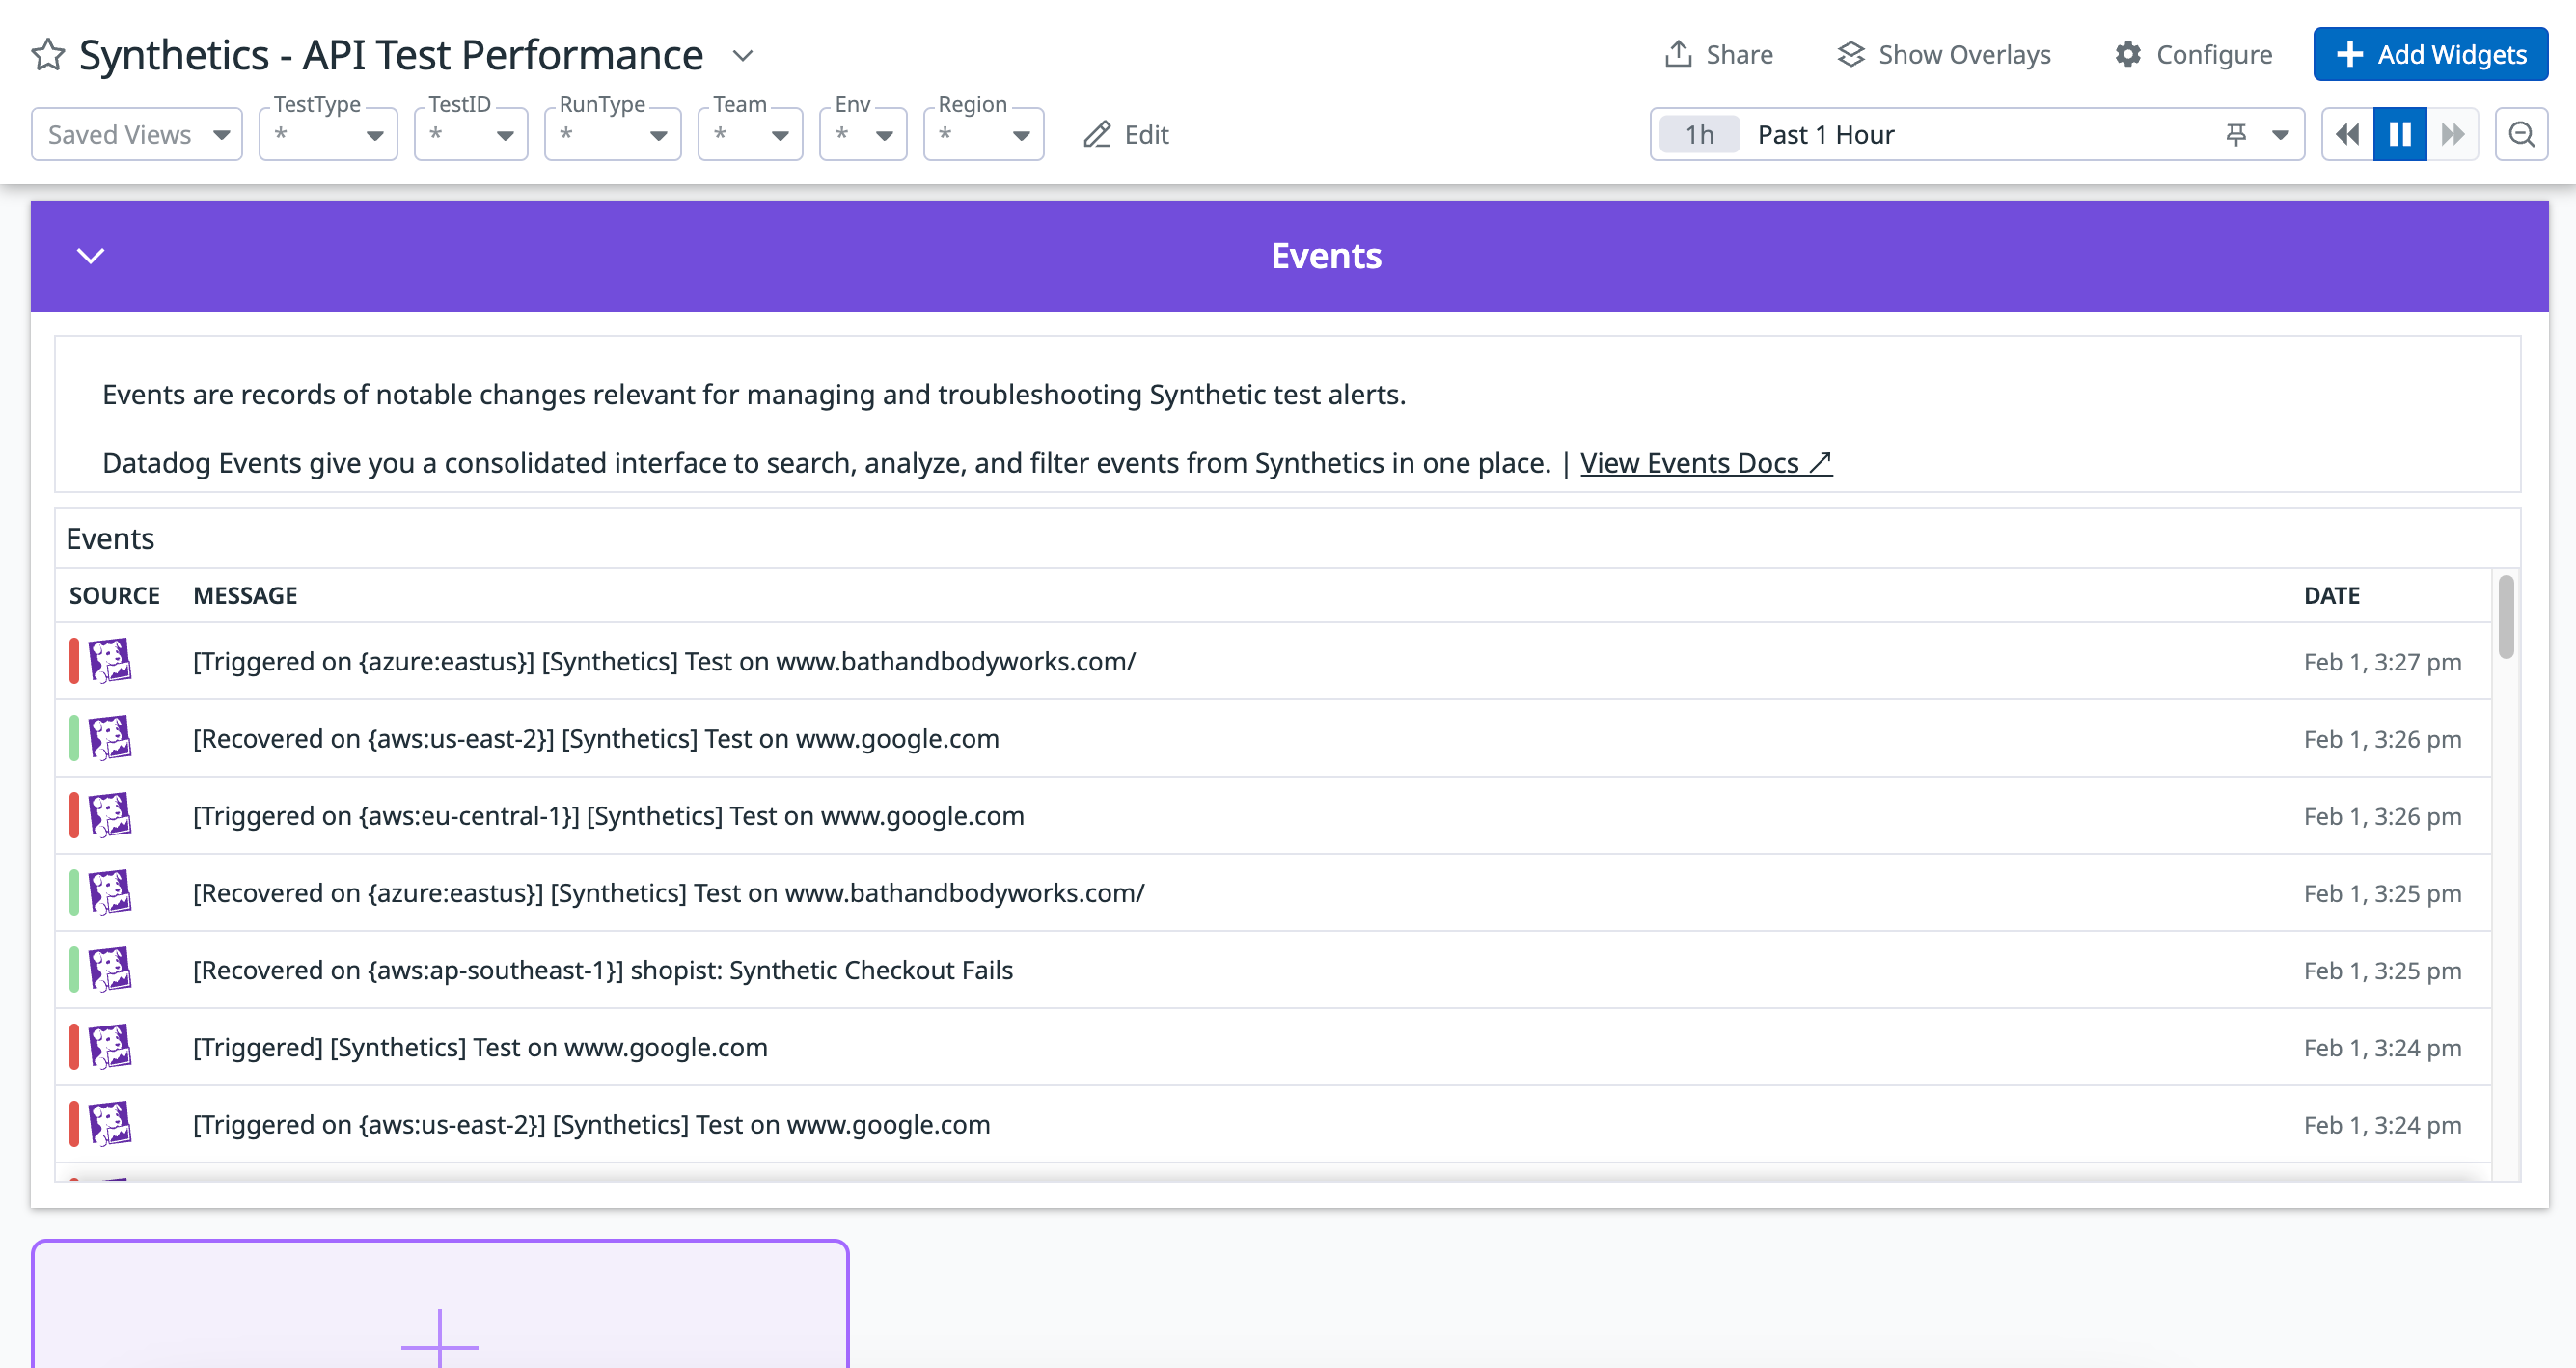 Synthetics - API Test Performance
Share
Show Overlays
Configure
Add Widgets
Saved Views
TestType
*
TestID
*
RunType
*
Team
*
Env
*
Region
*
Edit
1h Past 1 Hour
Events
Events are records of notable changes relevant for managing and troubleshooting Synthetic test alerts.
Datadog Events give you a consolidated interface to search, analyze, and filter events from Synthetics in one place. | View Events Docs ↗
Events
SOURCE MESSAGE DATE
[Triggered on {azure:eastus}] [Synthetics] Test on www.bathandbodyworks.com/ Feb 1, 3:27 pm
[Recovered on {aws:us-east-2}] [Synthetics] Test on www.google.com Feb 1, 3:26 pm
[Triggered on {aws:eu-central-1}] [Synthetics] Test on www.google.com Feb 1, 3:26 pm
[Recovered on {azure:eastus}] [Synthetics] Test on www.bathandbodyworks.com/ Feb 1, 3:25 pm
[Recovered on {aws:ap-southeast-1}] shopist: Synthetic Checkout Fails Feb 1, 3:25 pm
[Triggered] [Synthetics] Test on www.google.com Feb 1, 3:24 pm
[Triggered on {aws:us-east-2}] [Synthetics] Test on www.google.com Feb 1, 3:24 pm